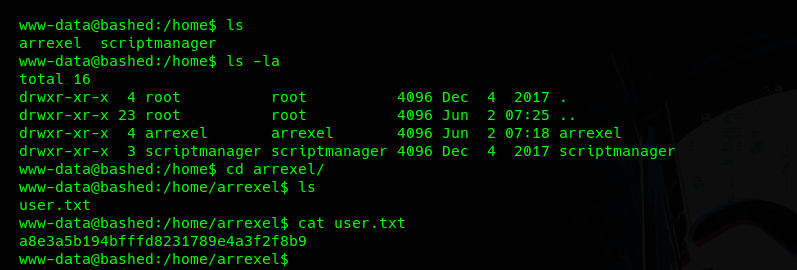 www-data@bashed:/home$ ls
arrexel  scriptmanager
www-data@bashed:/home$ ls -la
total 16
drwxr-xr-x  4 root          root          4096 Dec  4  2017 .
drwxr-xr-x 23 root          root          4096 Jun  2 07:25 ..
drwxr-xr-x  4 arrexel       arrexel       4096 Jun  2 07:18 arrexel
drwxr-xr-x  3 scriptmanager scriptmanager 4096 Dec  4  2017 scriptmanager
www-data@bashed:/home$ cd arrexel/
www-data@bashed:/home/arrexel$ ls
user.txt
www-data@bashed:/home/arrexel$ cat user.txt
a8e3a5b194bfffd8231789e4a3f2f8b9
www-data@bashed:/home/arrexel$